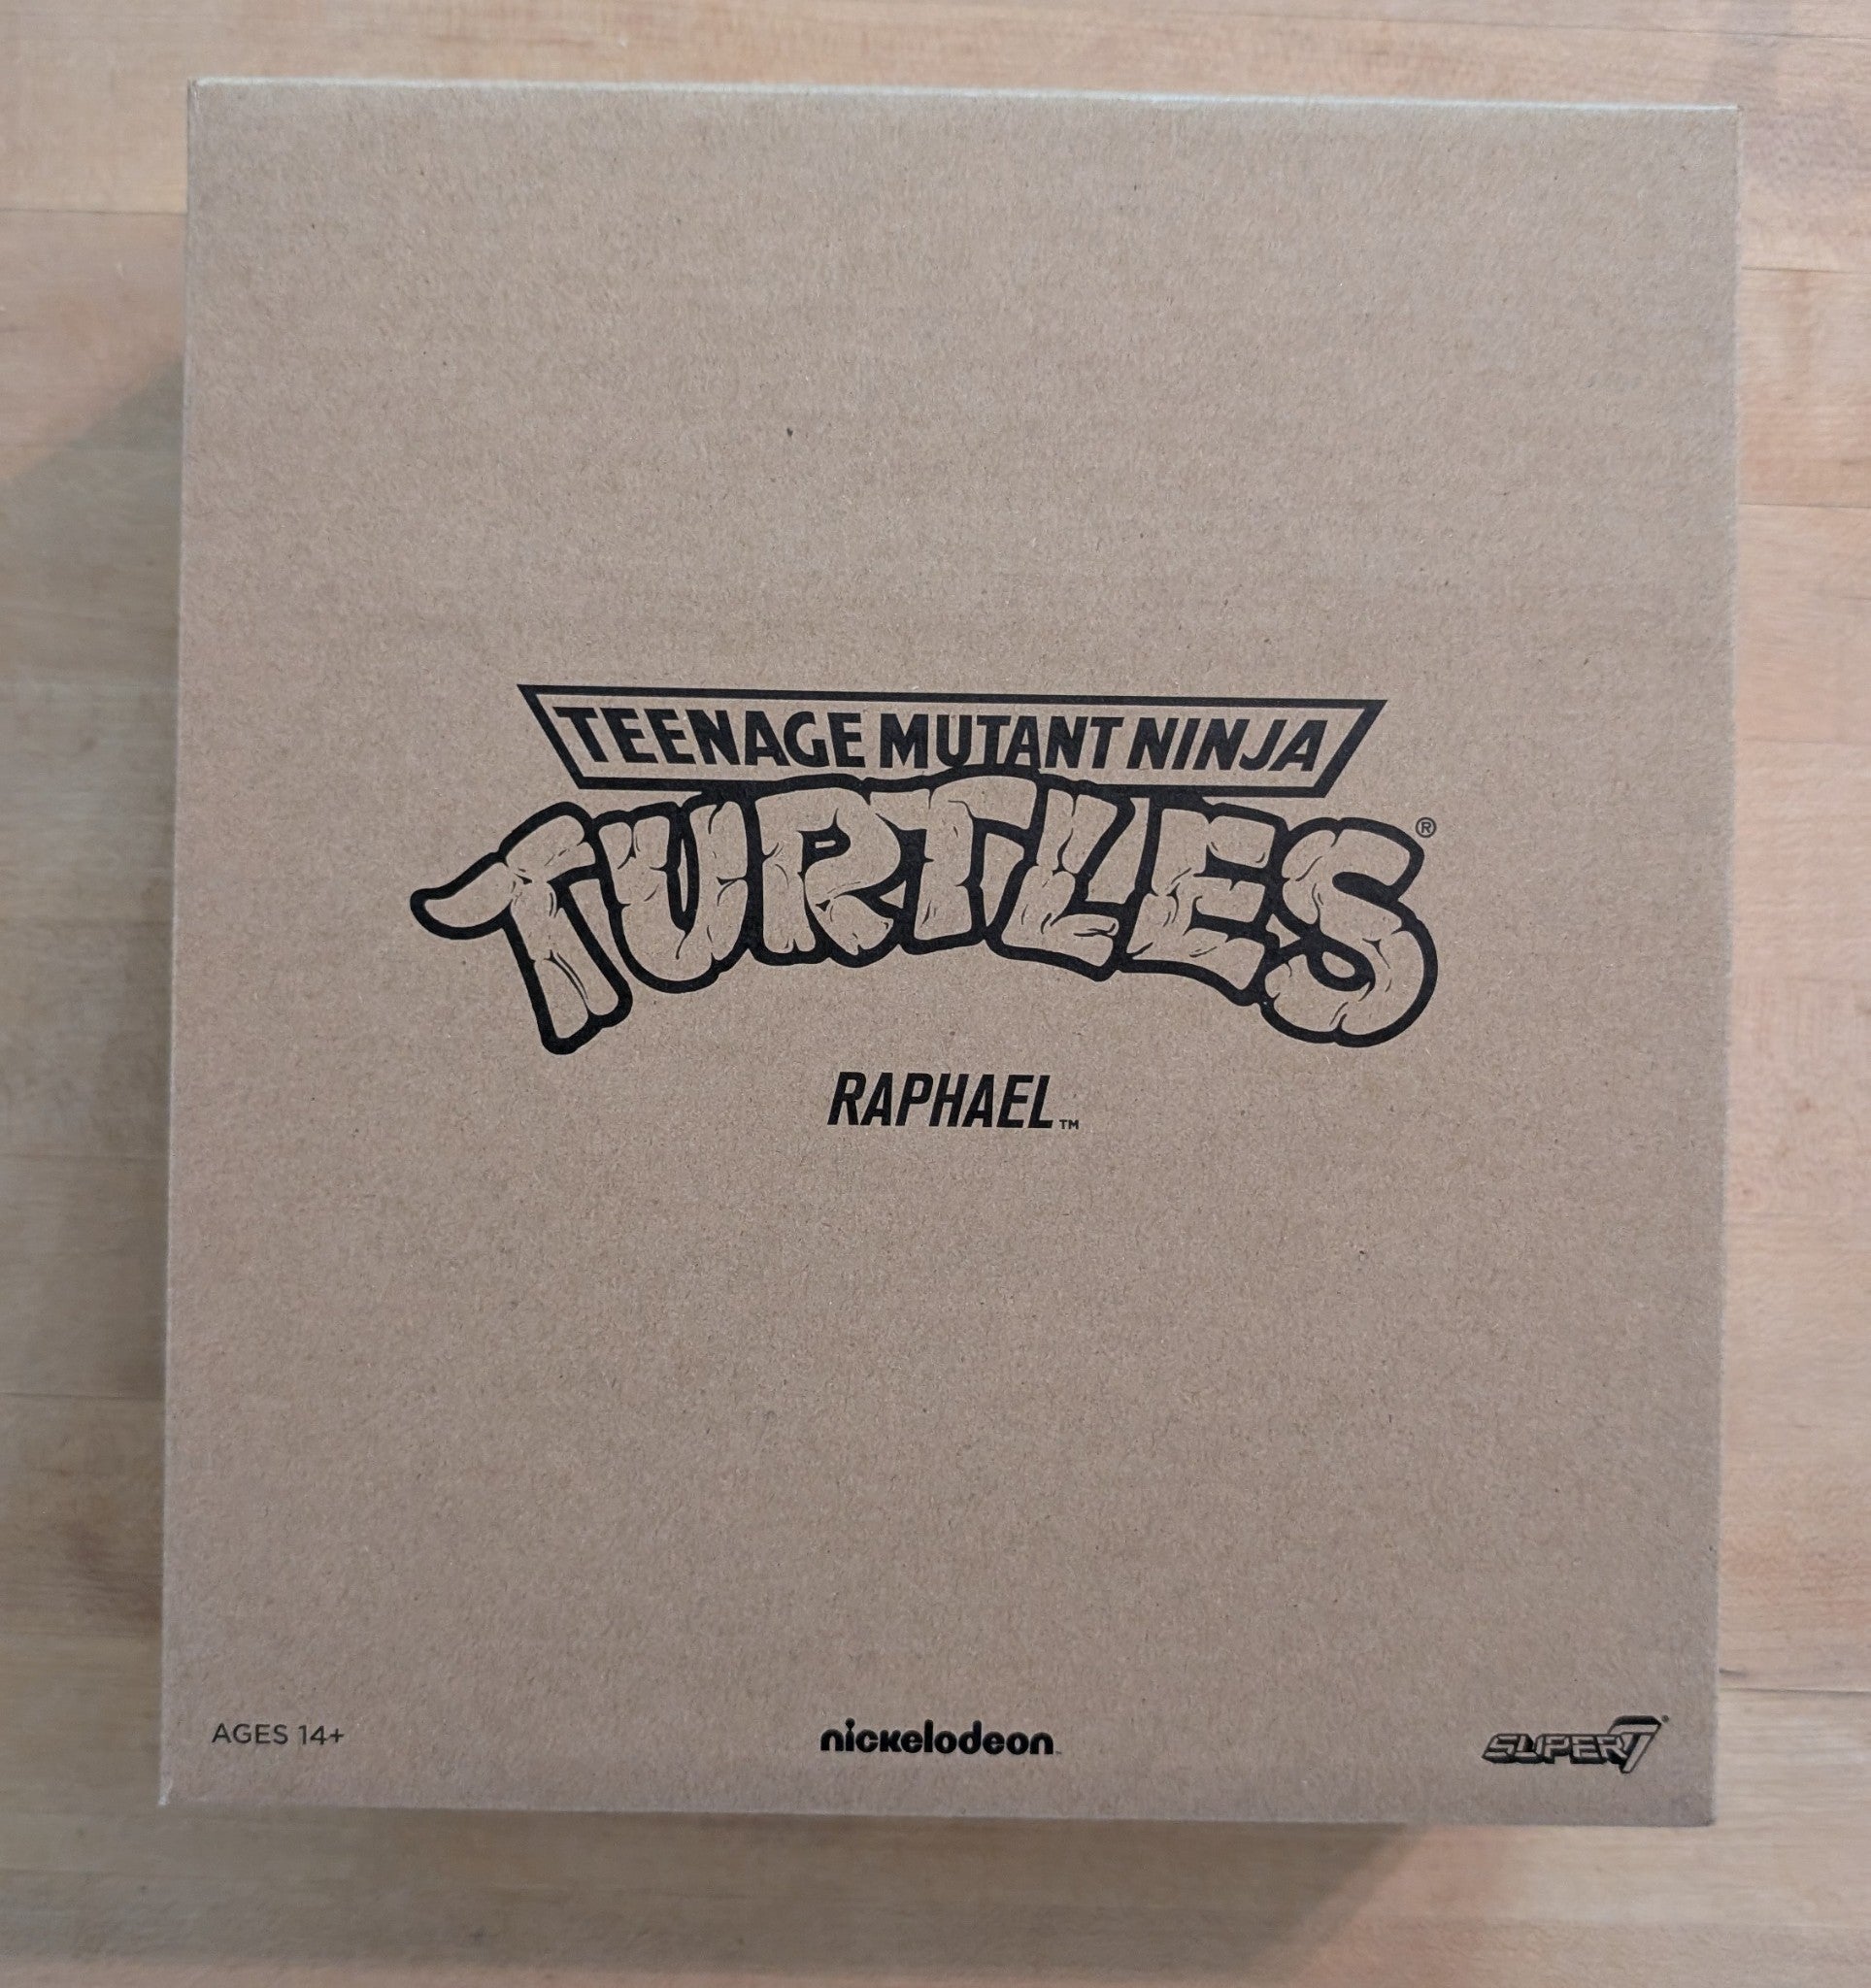 TEENAGE MUTANT NINJA
TURTLES®
RAPHAEL™
AGES 14+
nickelodeon
SUPER7®